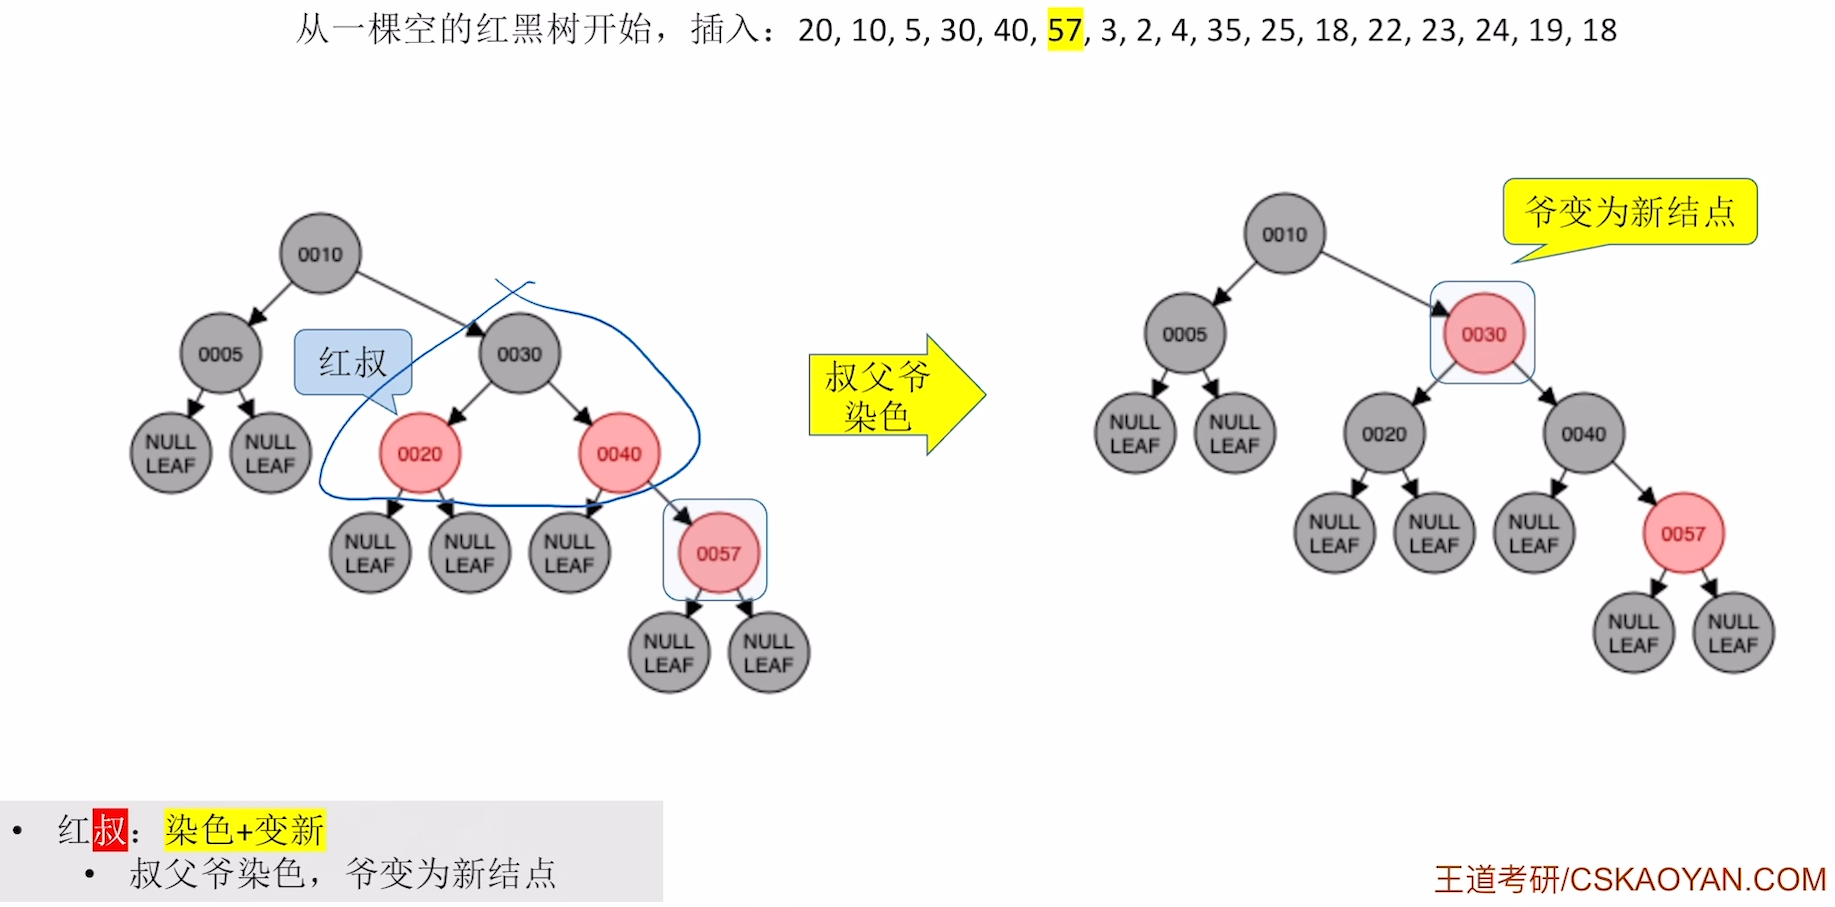 从一棵空的红黑树开始，插入：20, 10, 5, 30, 40, 57, 3, 2, 4, 35, 25, 18, 22, 23, 24, 19, 18
0010
0005
0030
红叔
0020
0040
NULL
LEAF
NULL
LEAF
NULL
LEAF
NULL
LEAF
NULL
LEAF
0057
NULL
LEAF
NULL
LEAF
叔父爷
染色
爷变为新结点
0010
0005
0030
NULL
LEAF
NULL
LEAF
0020
0040
NULL
LEAF
NULL
LEAF
NULL
LEAF
0057
NULL
LEAF
NULL
LEAF
• 红叔：染色+变新
• 叔父爷染色，爷变为新结点
王道考研/CSKAOYAN.COM